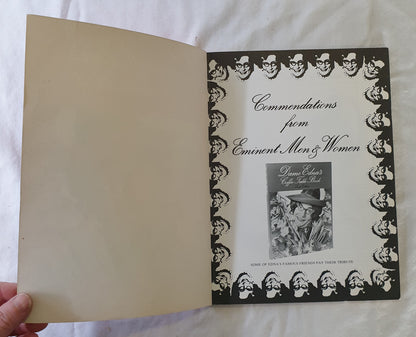 Commendations
from
Eminent Men & Women
Dame Edna's
Coffee Table Book
SOME OF EDNA'S FAMOUS FRIENDS PAY THEIR TRIBUTE